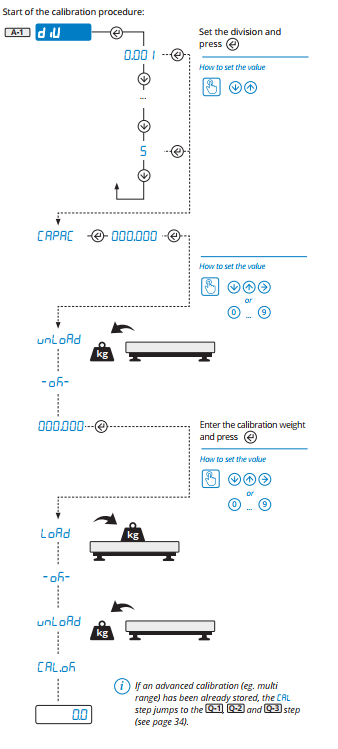 Start of the calibration procedure:
A-1 d iU
Set the division and
press
0.001
How to set the value
...
5
CAPAC 000.000
How to set the value
or
0 ... 9
unLoAd
kg
-oK-
000.000
Enter the calibration weight
and press
How to set the value
or
0 ... 9
LoAd
kg
-oK-
unLoAd
kg
CAL.oK
i If an advanced calibration (eg. multi
range) has been already stored, the CAL
step jumps to the Q-1, Q-2 and Q-3 step
(see page 34).
0.0